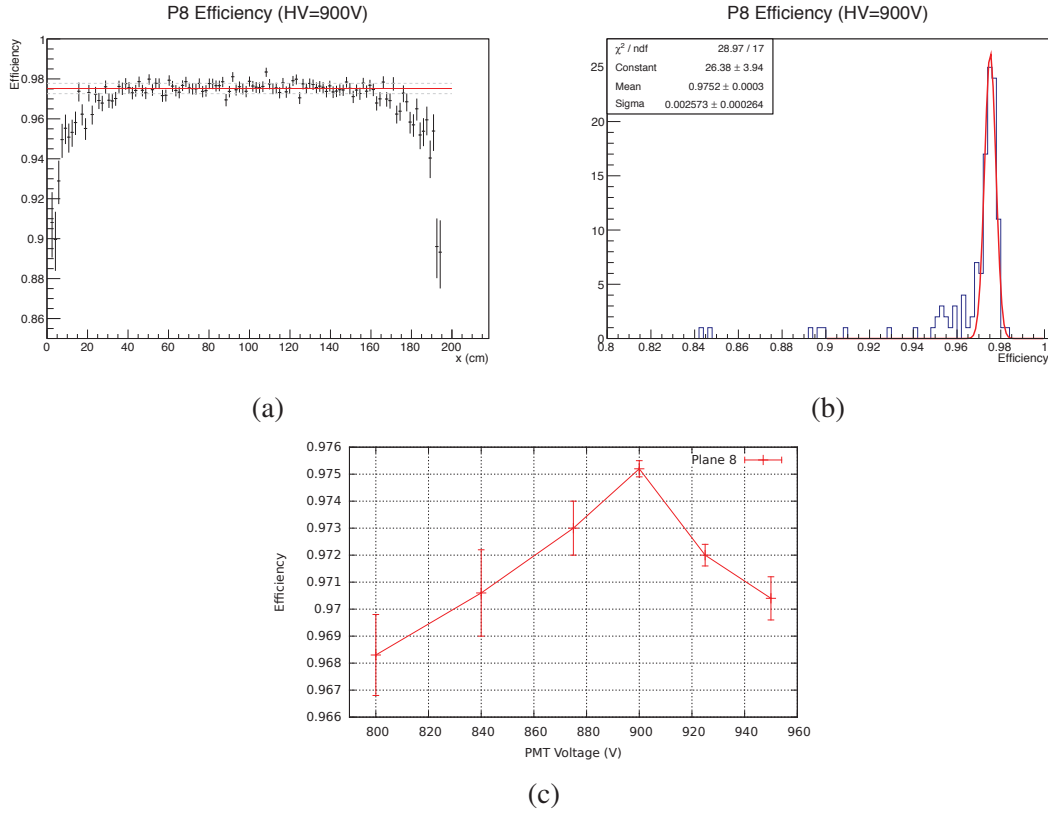 P8 Efficiency (HV=900V)
Efficiency
1
0.98
0.96
0.94
0.92
0.9
0.88
0.86
0 20 40 60 80 100 120 140 160 180 200
x (cm)
(a)
P8 Efficiency (HV=900V)
χ² / ndf 28.97 / 17
Constant 26.38 ± 3.94
Mean 0.9752 ± 0.0003
Sigma 0.002573 ± 0.000264
25
20
15
10
5
0
0.8 0.82 0.84 0.86 0.88 0.9 0.92 0.94 0.96 0.98 1
Efficiency
(b)
0.976
0.975
0.974
0.973
0.972
0.971
0.97
0.969
0.968
0.967
0.966
Efficiency
Plane 8
800 820 840 860 880 900 920 940 960
PMT Voltage (V)
(c)